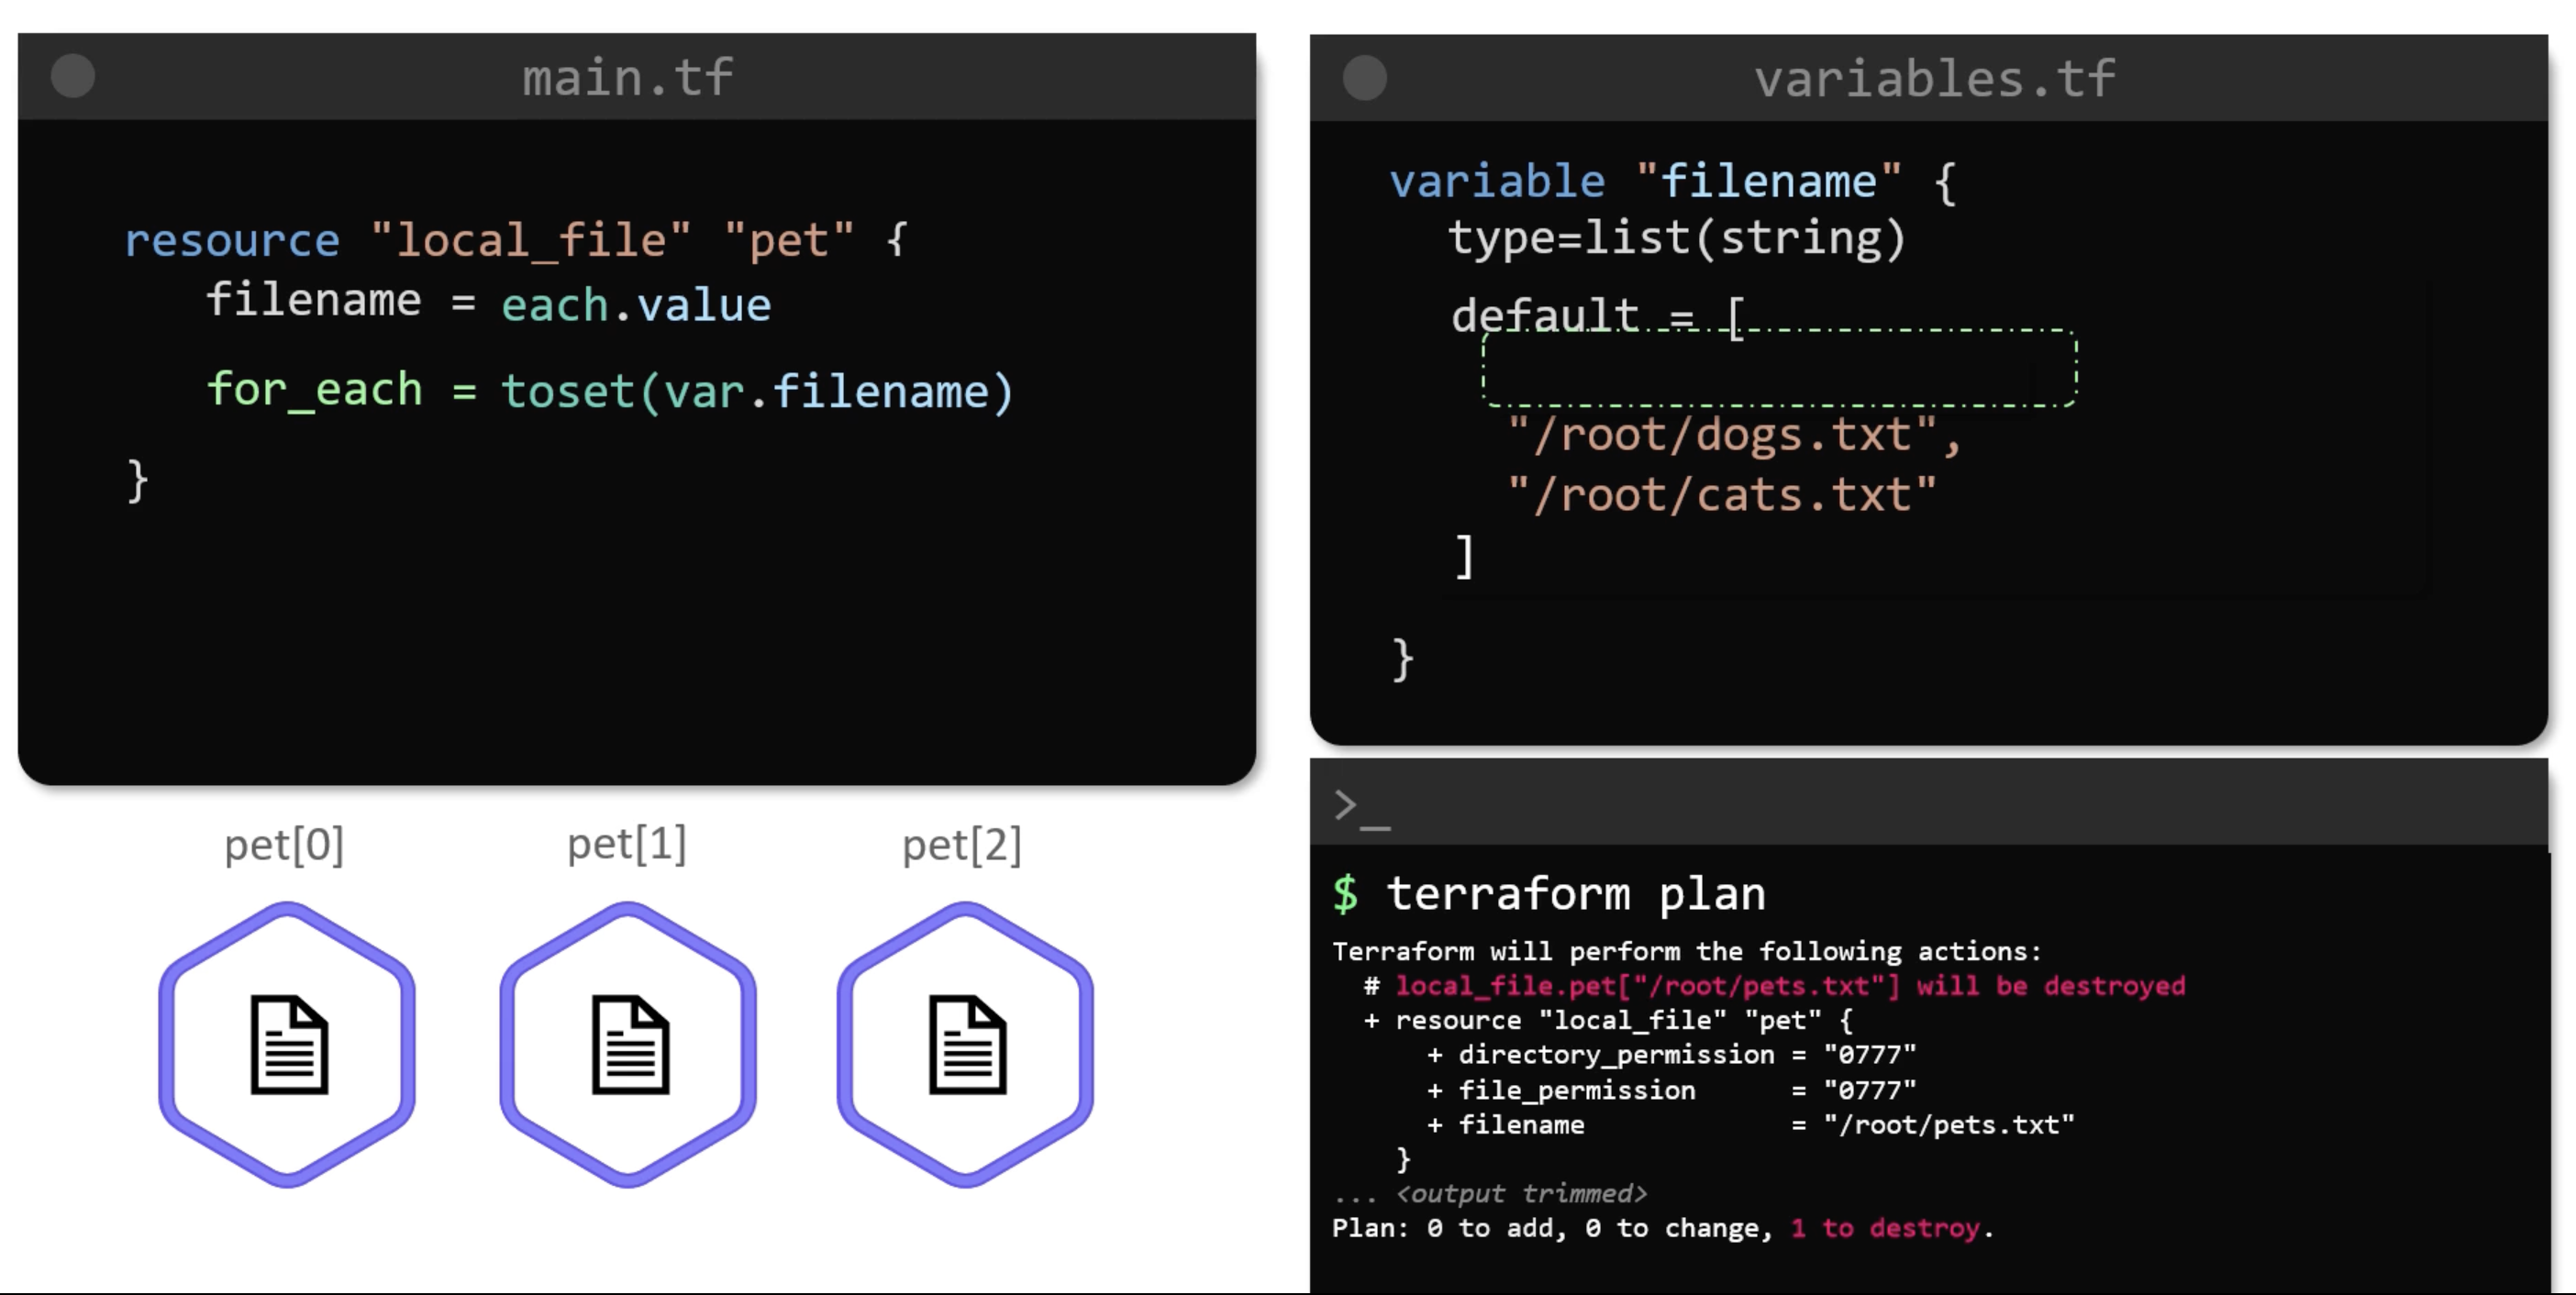 main.tf
resource "local_file" "pet" {
filename = each.value
for_each = toset(var.filename)
}
variables.tf
variable "filename" {
type=list(string)
default = [
"/root/dogs.txt",
"/root/cats.txt"
]
}
pet[0]
pet[1]
pet[2]
>_
$ terraform plan
Terraform will perform the following actions:
# local_file.pet["/root/pets.txt"] will be destroyed
+ resource "local_file" "pet" {
+ directory_permission = "0777"
+ file_permission = "0777"
+ filename = "/root/pets.txt"
}
... <output trimmed>
Plan: 0 to add, 0 to change, 1 to destroy.